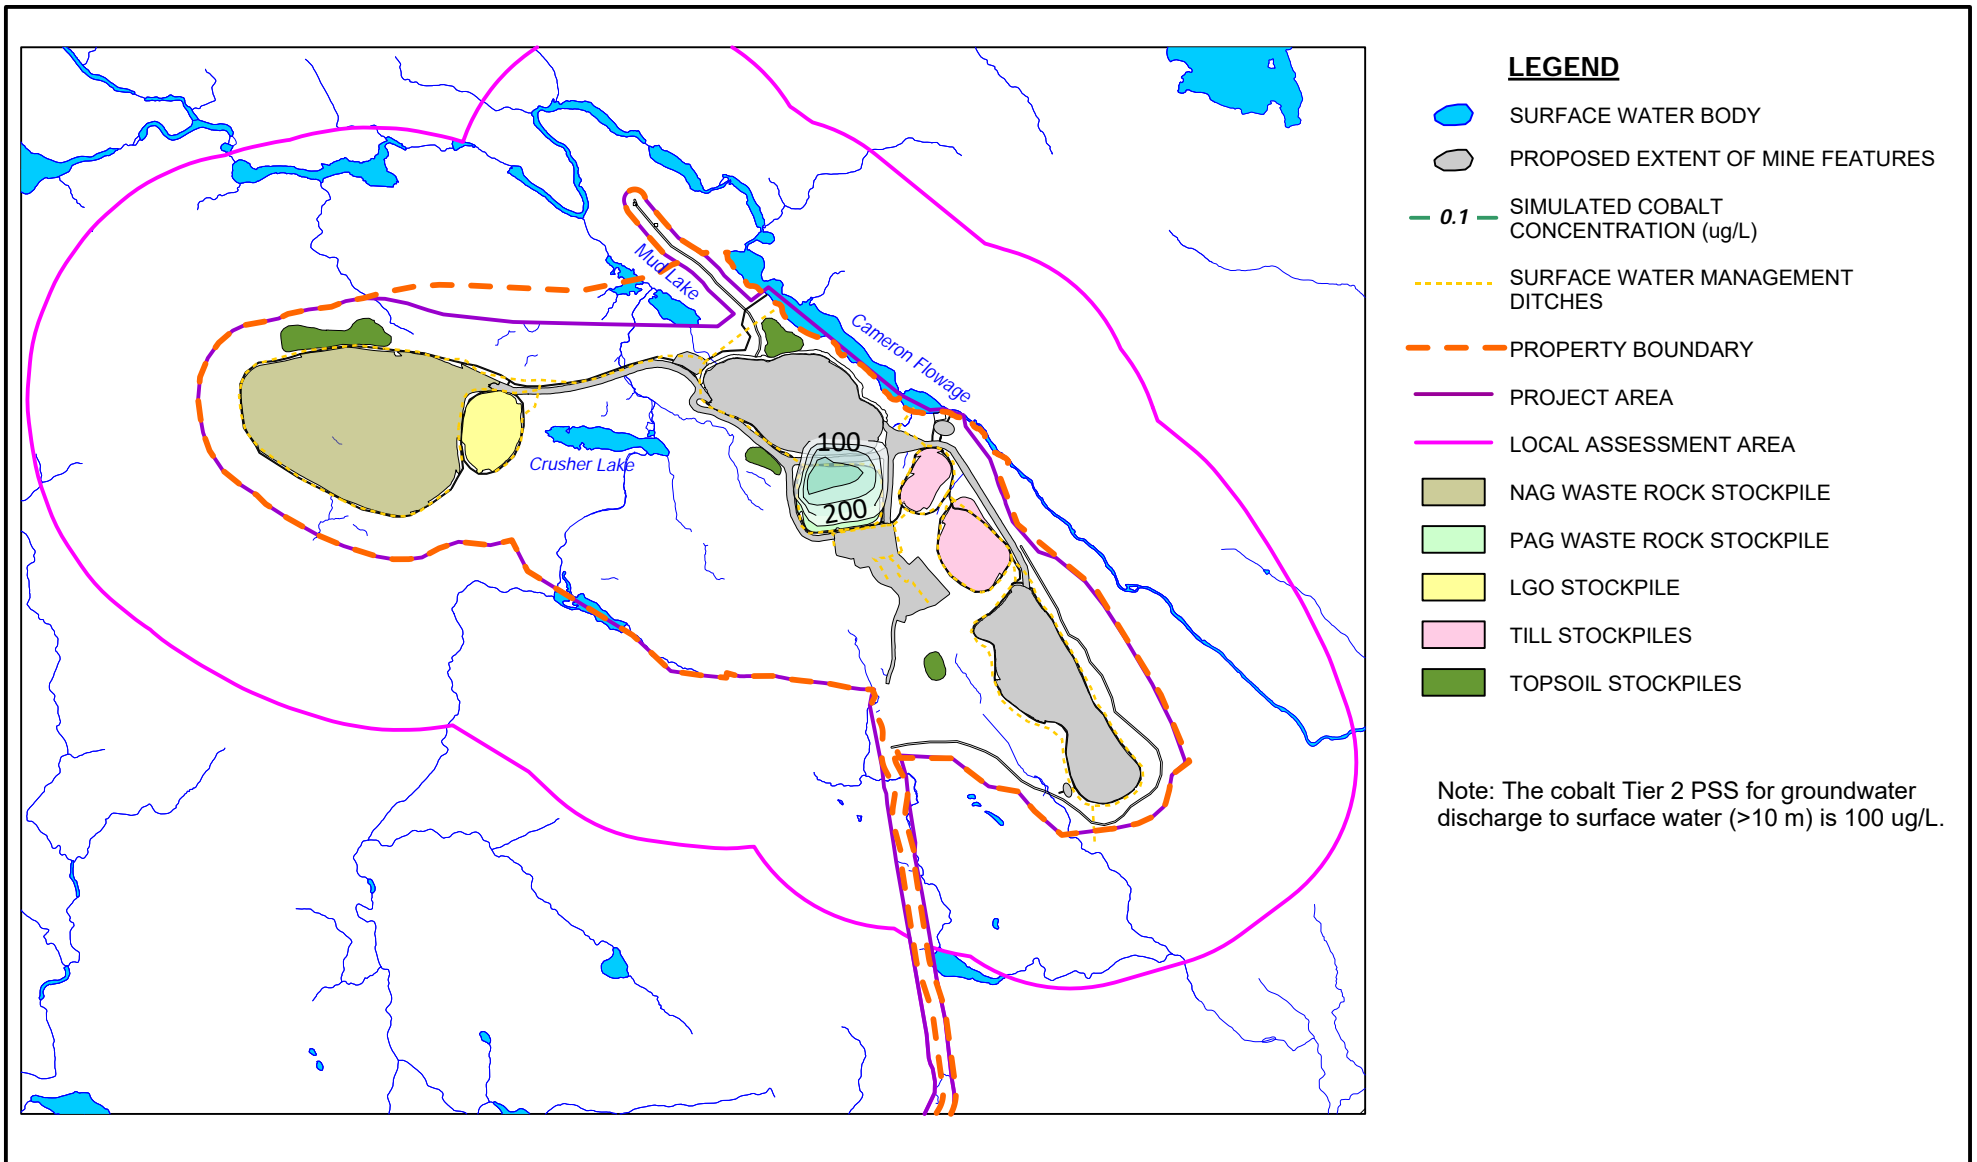 Mud Lake
Cameron Flowage
Crusher Lake
100
200
LEGEND
SURFACE WATER BODY
PROPOSED EXTENT OF MINE FEATURES
0.1
SIMULATED COBALT
CONCENTRATION (ug/L)
SURFACE WATER MANAGEMENT
DITCHES
PROPERTY BOUNDARY
PROJECT AREA
LOCAL ASSESSMENT AREA
NAG WASTE ROCK STOCKPILE
PAG WASTE ROCK STOCKPILE
LGO STOCKPILE
TILL STOCKPILES
TOPSOIL STOCKPILES
Note: The cobalt Tier 2 PSS for groundwater
discharge to surface water (>10 m) is 100 ug/L.